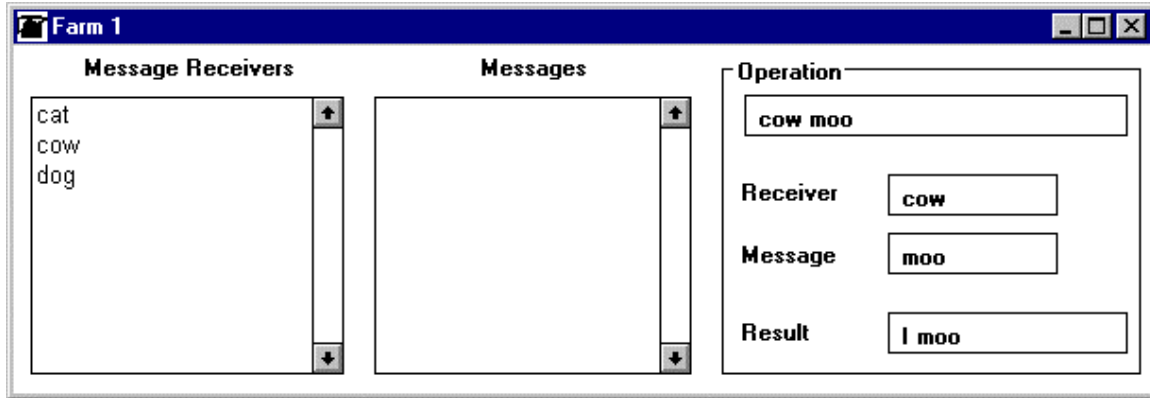 Farm 1
Message Receivers
cat
cow
dog
Messages
Operation
cow moo
Receiver
cow
Message
moo
Result
I moo